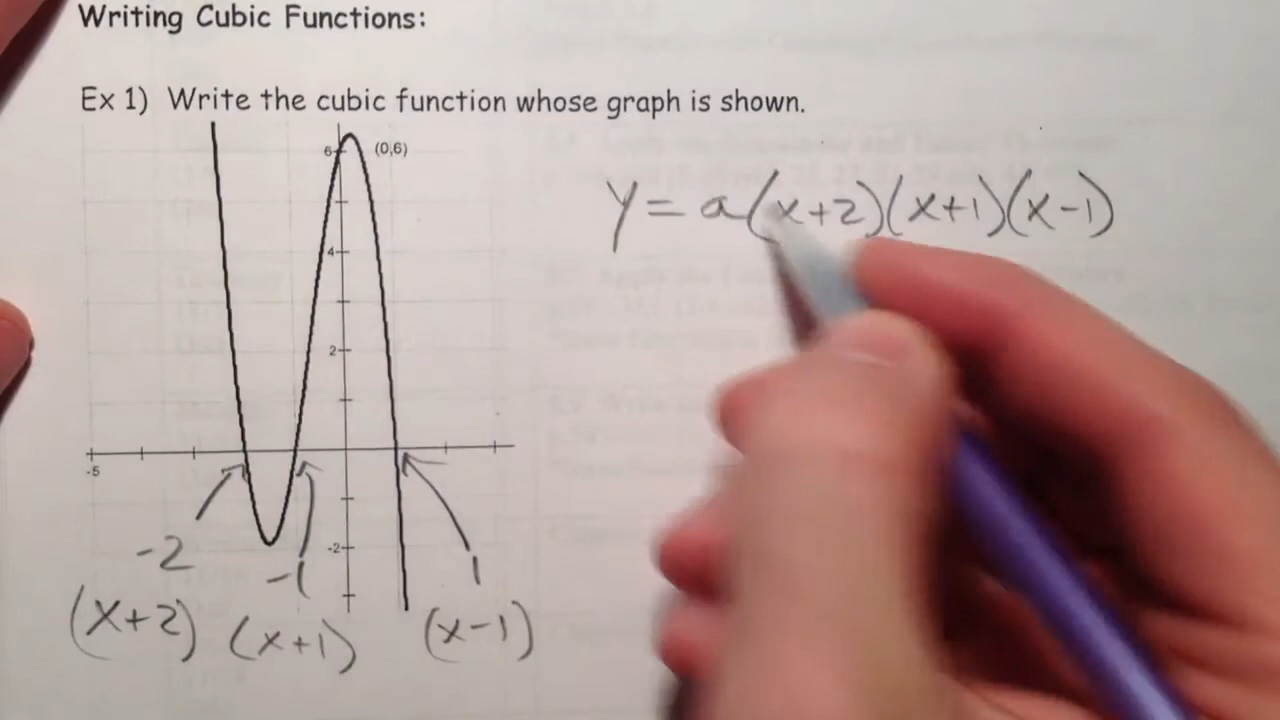 Writing Cubic Functions:
Ex 1) Write the cubic function whose graph is shown.
6
(0,6)
y = a(x+2)(x+1)(x-1)
4
2
-5
-2
-2
-1
1
(x+2) (x+1) (x-1)